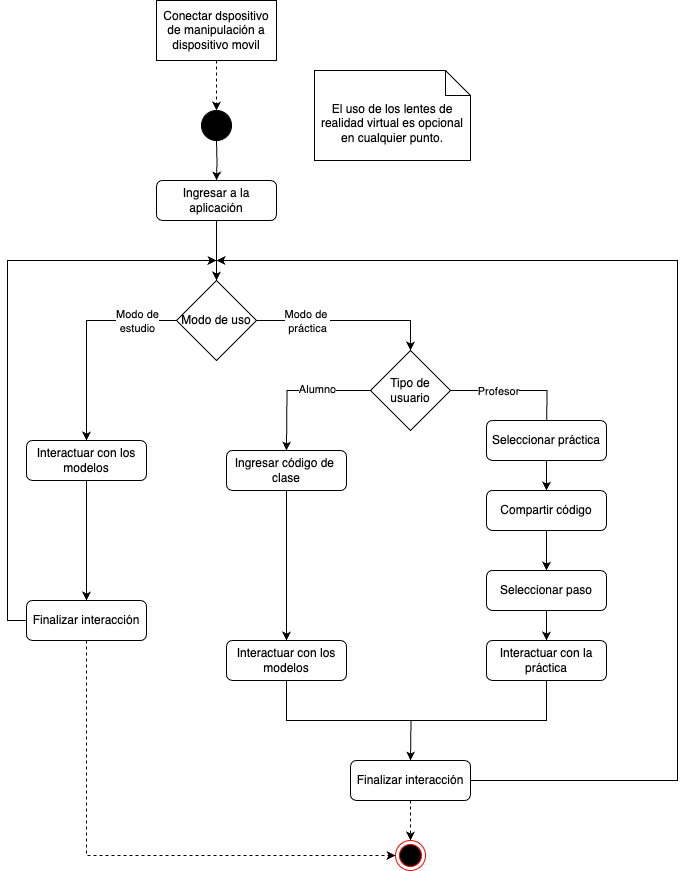 Conectar dspositivo
de manipulación a
dispositivo movil
El uso de los lentes de
realidad virtual es opcional
en cualquier punto.
Ingresar a la
aplicación
Modo de uso
Modo de
estudio
Modo de
práctica
Tipo de
usuario
Alumno
Profesor
Interactuar con los
modelos
Ingresar código de
clase
Seleccionar práctica
Compartir código
Seleccionar paso
Finalizar interacción
Interactuar con los
modelos
Interactuar con la
práctica
Finalizar interacción